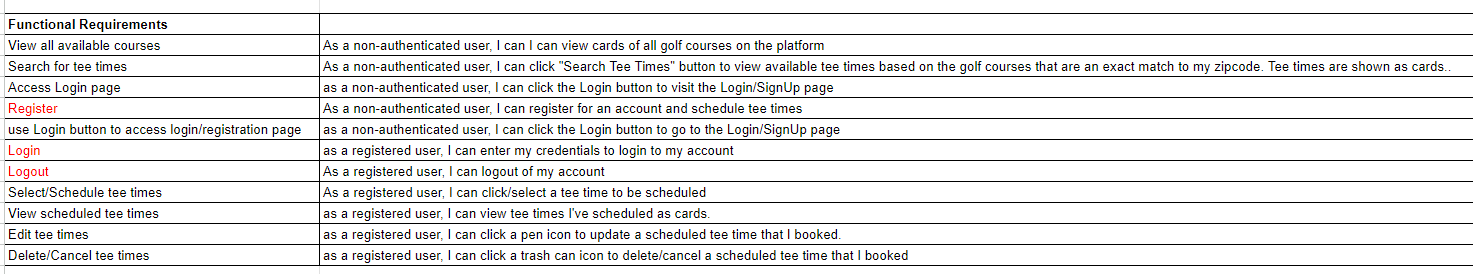 Functional Requirements
View all available courses As a non-authenticated user, I can I can view cards of all golf courses on the platform
Search for tee times As a non-authenticated user, I can click "Search Tee Times" button to view available tee times based on the golf courses that are an exact match to my zipcode. Tee times are shown as cards..
Access Login page as a non-authenticated user, I can click the Login button to visit the Login/SignUp page
Register As a non-authenticated user, I can register for an account and schedule tee times
use Login button to access login/registration page as a non-authenticated user, I can click the Login button to go to the Login/SignUp page
Login as a registered user, I can enter my credentials to login to my account
Logout As a registered user, I can logout of my account
Select/Schedule tee times As a registered user, I can click/select a tee time to be scheduled
View scheduled tee times as a registered user, I can view tee times I've scheduled as cards.
Edit tee times as a registered user, I can click a pen icon to update a scheduled tee time that I booked.
Delete/Cancel tee times as a registered user, I can click a trash can icon to delete/cancel a scheduled tee time that I booked